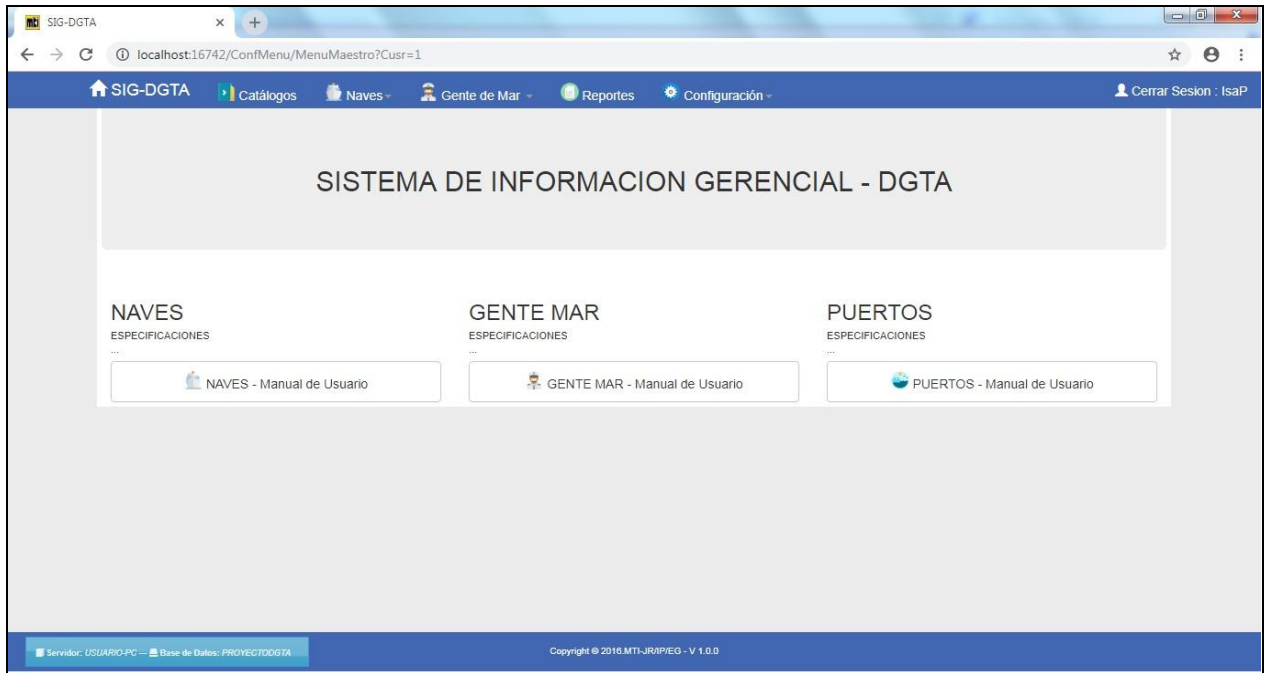 SIG-DGTA
localhost:16742/ConfMenu/MenuMaestro?Cusr=1
SIG-DGTA Catálogos Naves Gente de Mar Reportes Configuración Cerrar Sesion : IsaP
SISTEMA DE INFORMACION GERENCIAL - DGTA
NAVES GENTE MAR PUERTOS
ESPECIFICACIONES ESPECIFICACIONES ESPECIFICACIONES
... ... ...
NAVES - Manual de Usuario GENTE MAR - Manual de Usuario PUERTOS - Manual de Usuario
Servidor: USUARIO-PC — Base de Datos: PROYECTODGTA Copyright © 2016.MTI-JR/IP/EG - V 1.0.0